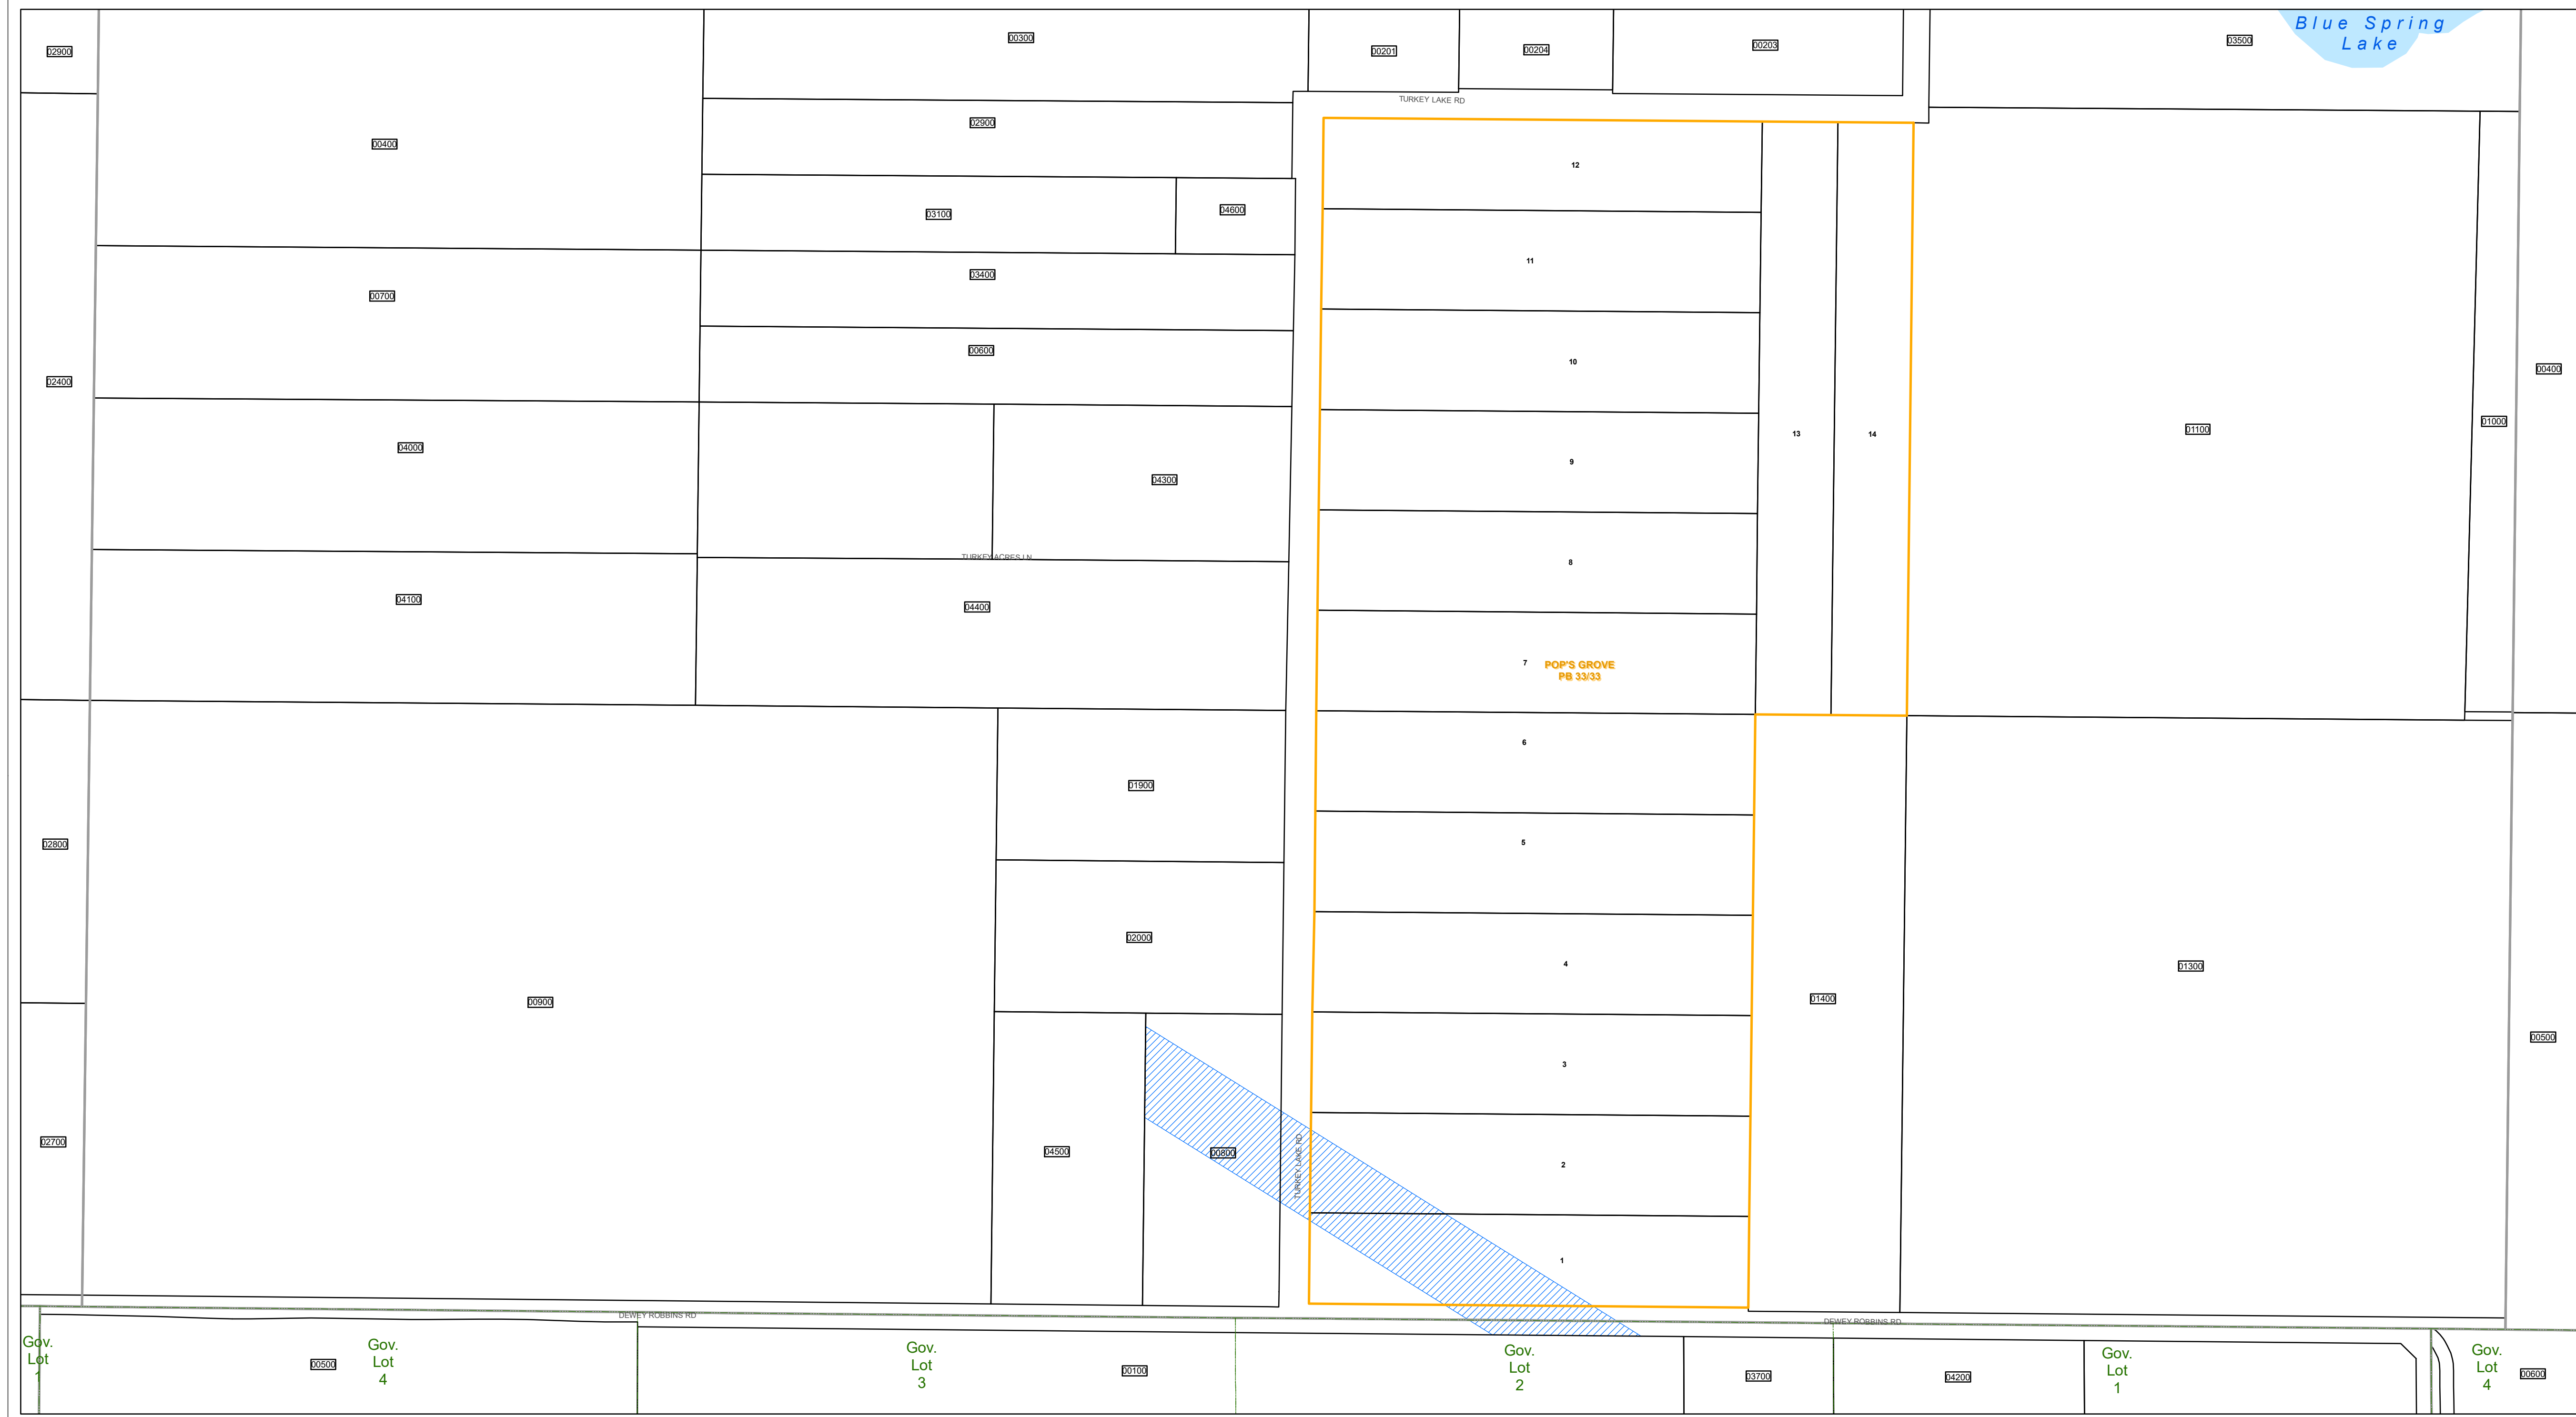 Blue Spring
Lake
02900
00300
00201
00204
00203
03500
TURKEY LAKE RD
02900
00400
12
03100
04600
11
03400
00700
00600
10
02400
00400
01000
01100
04000
04300
9
13
14
TURKEY ACRES LN
8
04100
04400
7
POP'S GROVE
PB 33/33
6
01900
02800
5
02000
4
01300
00900
01400
00500
3
02700
04500
00800
TURKEY LAKE RD
2
1
DEWEY ROBBINS RD
DEWEY ROBBINS RD
Gov.
Lot
1
00500
Gov.
Lot
4
Gov.
Lot
3
00100
Gov.
Lot
2
03700
04200
Gov.
Lot
1
Gov.
Lot
4
00600